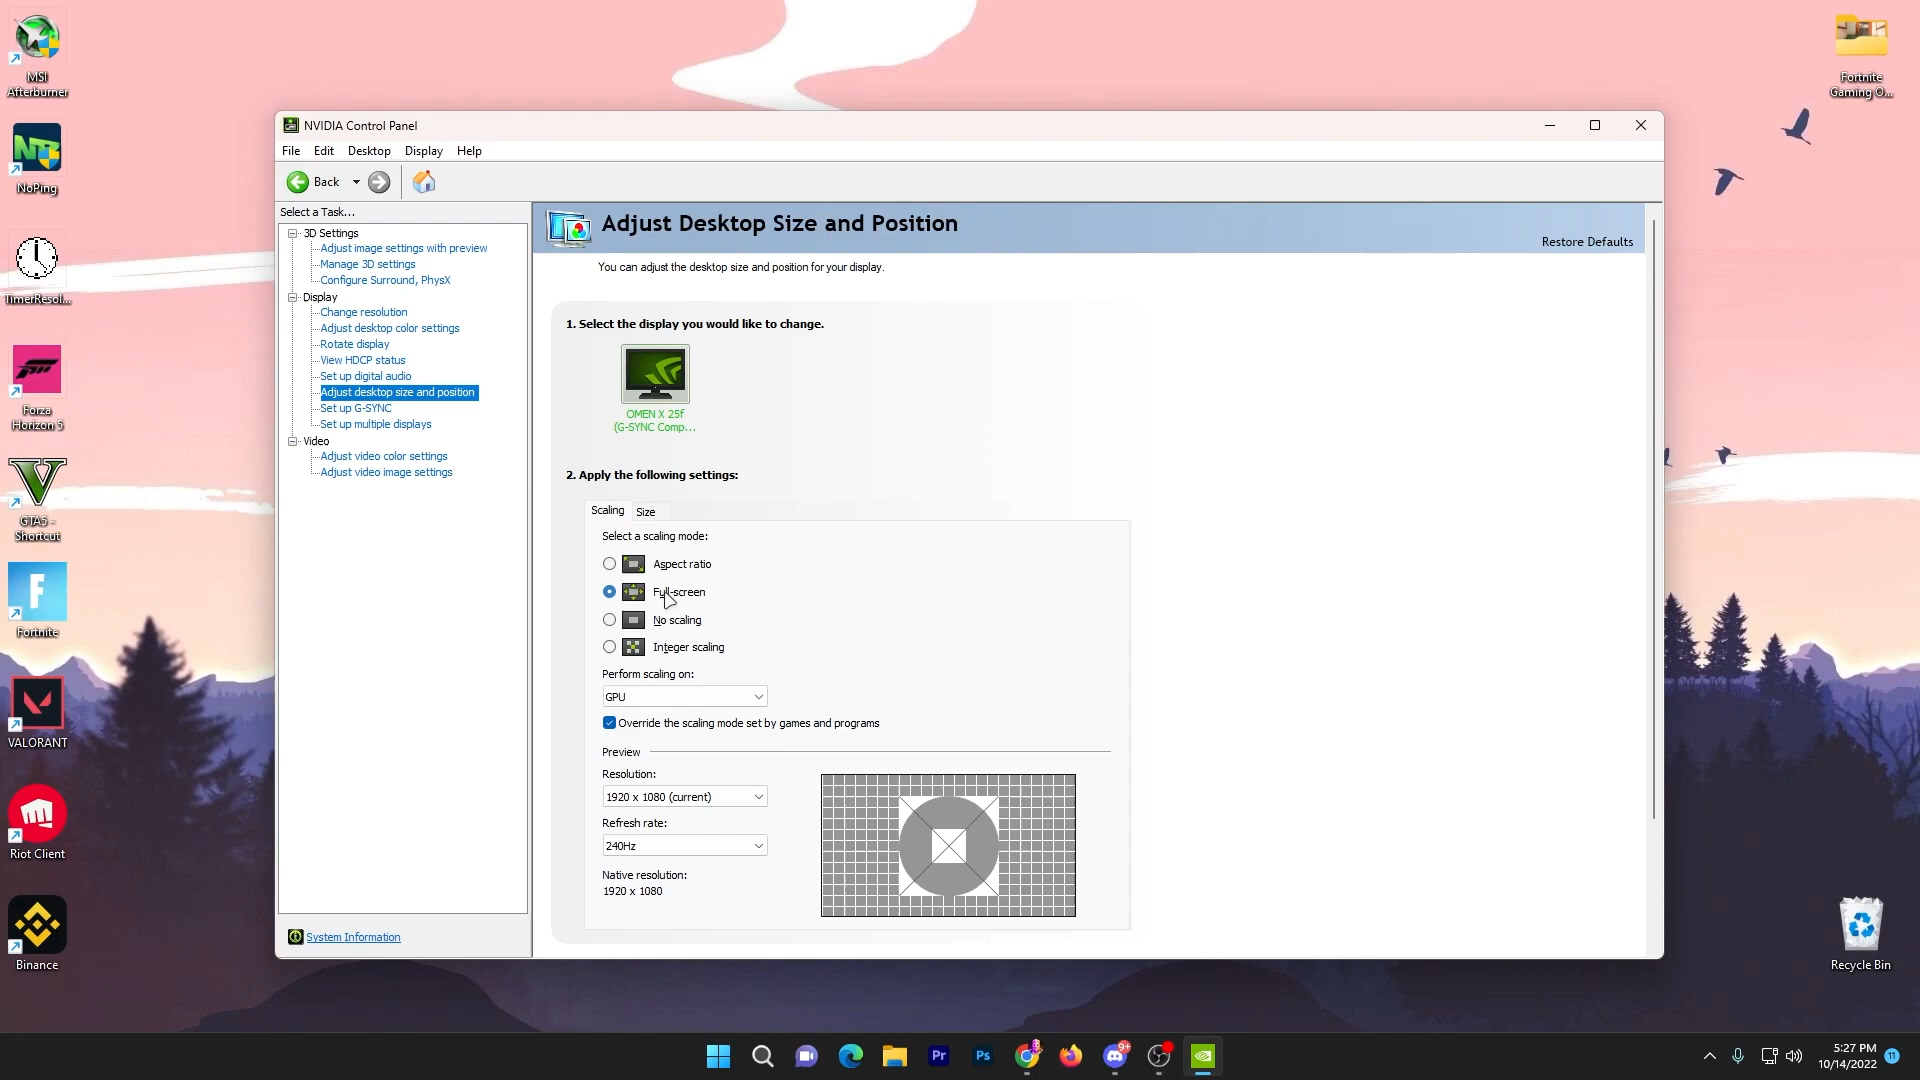 MSI
Afterburner
NoPing
TimerResol...
Forza
Horizon 5
GTA5 -
Shortcut
Fortnite
VALORANT
Riot Client
Binance
Fortnite
Gaming O...
Recycle Bin
NVIDIA Control Panel
File Edit Desktop Display Help
Back
Select a Task...
3D Settings
Adjust image settings with preview
Manage 3D settings
Configure Surround, PhysX
Display
Change resolution
Adjust desktop color settings
Rotate display
View HDCP status
Set up digital audio
Adjust desktop size and position
Set up G-SYNC
Set up multiple displays
Video
Adjust video color settings
Adjust video image settings
System Information
Adjust Desktop Size and Position
Restore Defaults
You can adjust the desktop size and position for your display.
1. Select the display you would like to change.
OMEN X 25f
(G-SYNC Comp...
2. Apply the following settings:
Scaling Size
Select a scaling mode:
Aspect ratio
Full-screen
No scaling
Integer scaling
Perform scaling on:
GPU
Override the scaling mode set by games and programs
Preview
Resolution:
1920 x 1080 (current)
Refresh rate:
240Hz
Native resolution:
1920 x 1080
Pr
Ps
9+
5:27 PM
10/14/2022
11